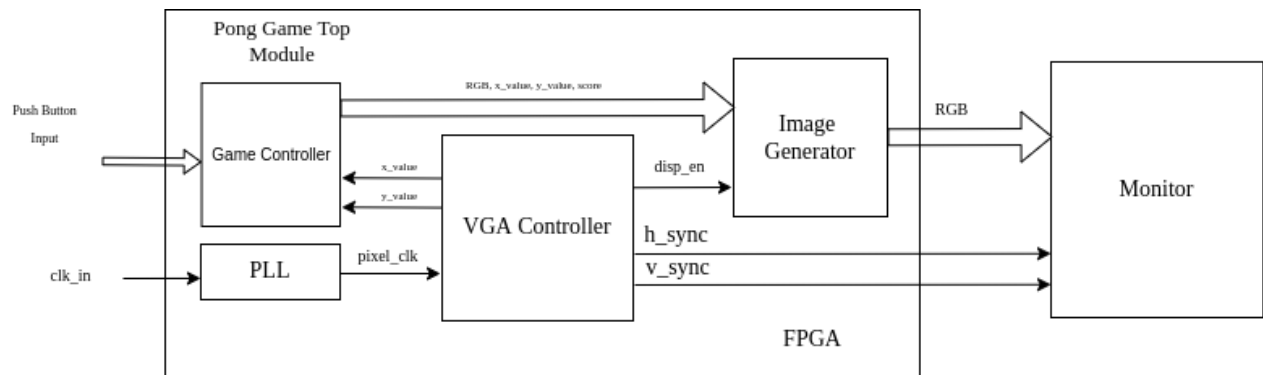 Pong Game Top
Module
Push Button
Input
Game Controller
RGB, x_value, y_value, score
Image
Generator
RGB
Monitor
x_value
y_value
disp_en
VGA Controller
h_sync
v_sync
clk_in
PLL
pixel_clk
FPGA